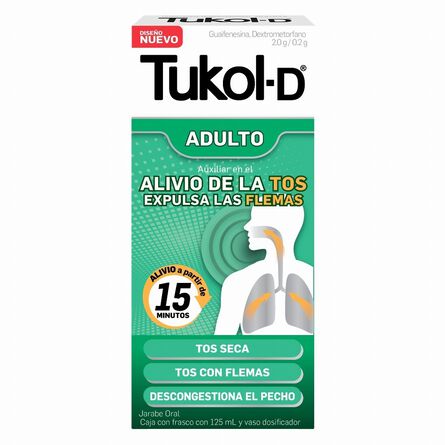 DISEÑO
NUEVO
Guaifenesina, Dextrometorfano
2.0 g / 0.2 g
Tukol-D®
ADULTO
Auxiliar en el
ALIVIO DE LA TOS
EXPULSA LAS FLEMAS
ALIVIO a partir de
15
MINUTOS
TOS SECA
TOS CON FLEMAS
DESCONGESTIONA EL PECHO
Jarabe Oral
Caja con frasco con 125 mL y vaso dosificador